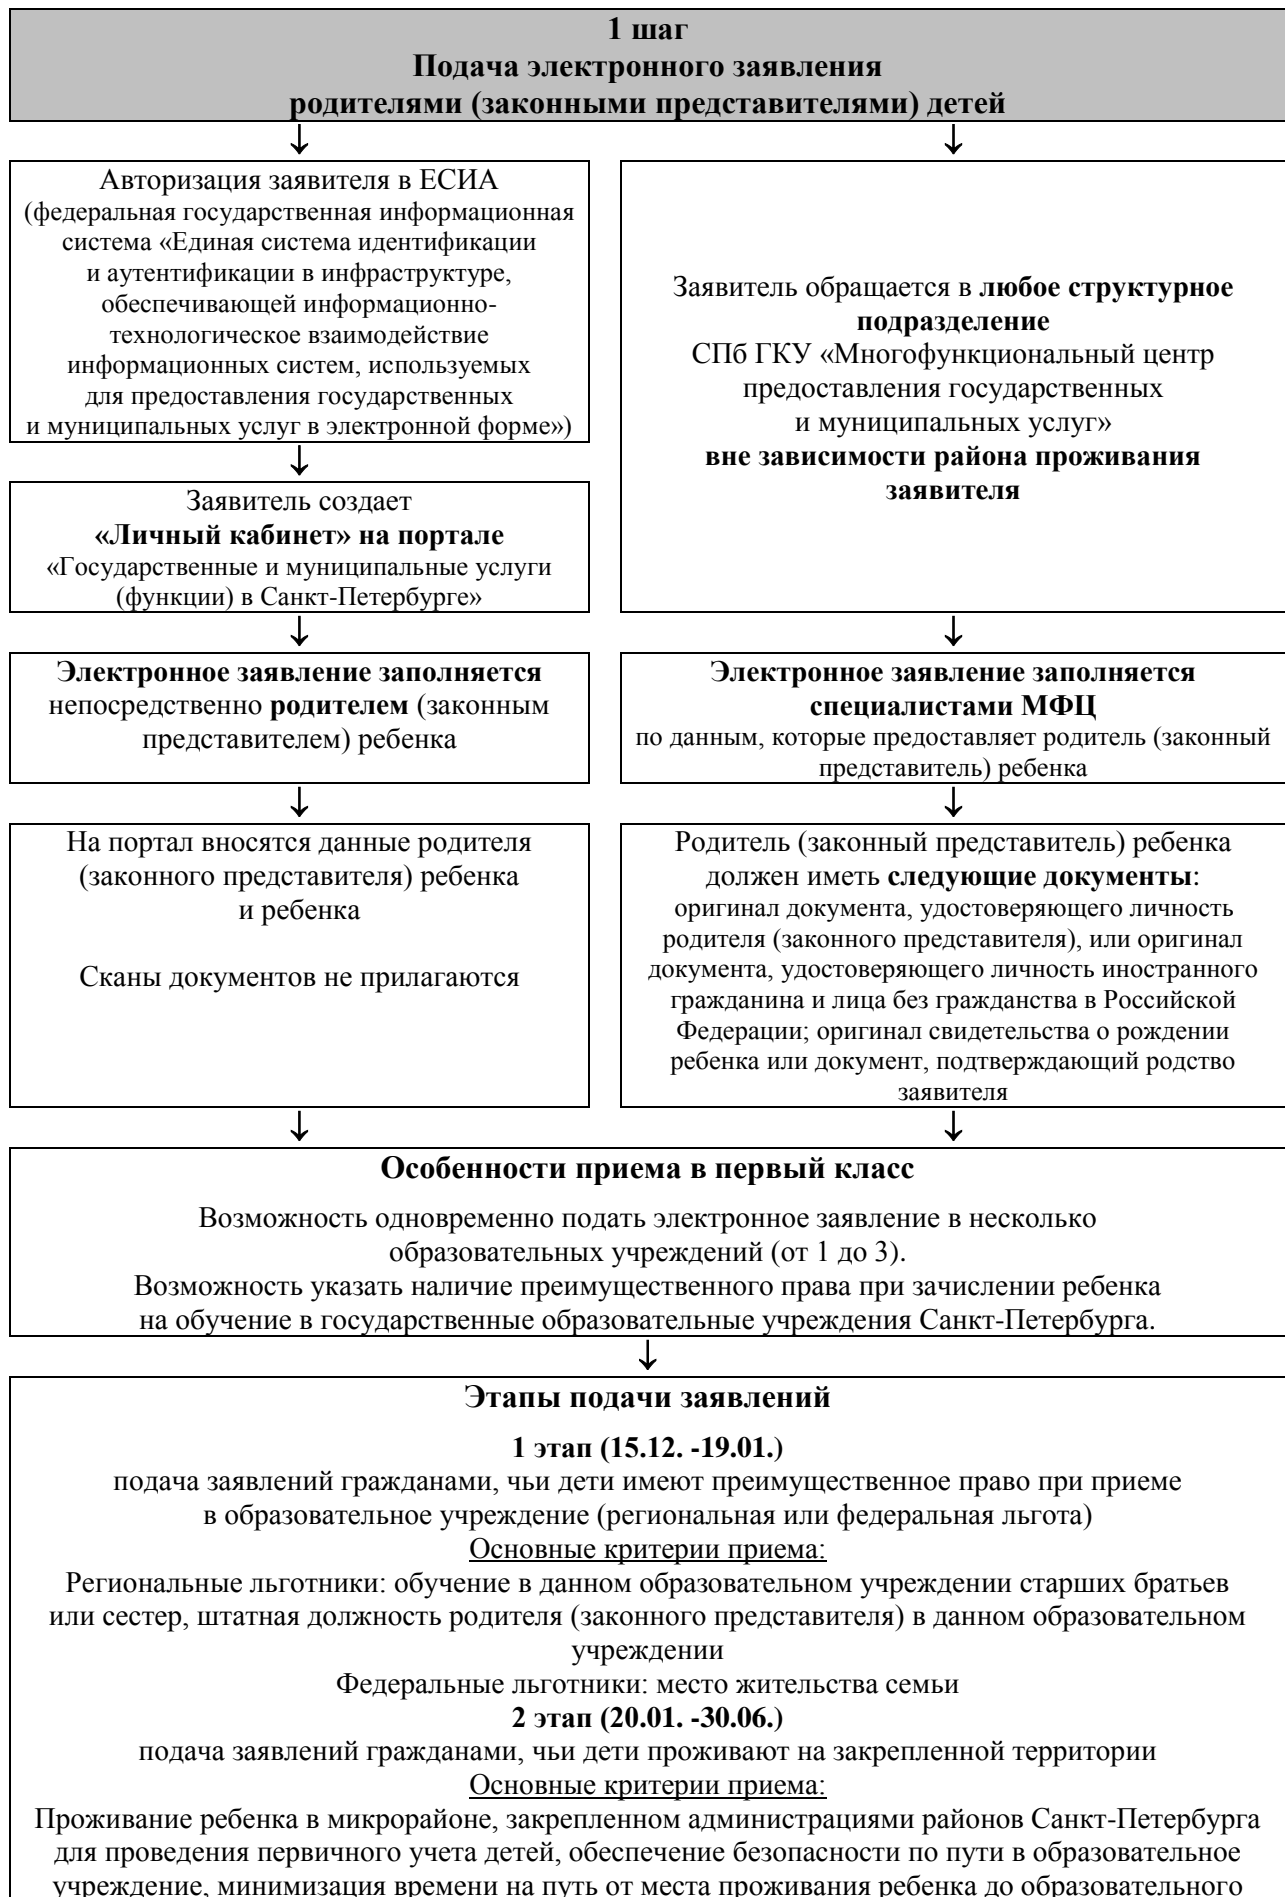 1 шаг
Подача электронного заявления
родителями (законными представителями) детей
↓
↓
Авторизация заявителя в ЕСИА
(федеральная государственная информационная
система «Единая система идентификации
и аутентификации в инфраструктуре,
обеспечивающей информационно-
технологическое взаимодействие
информационных систем, используемых
для предоставления государственных
и муниципальных услуг в электронной форме»)
↓
Заявитель создает
«Личный кабинет» на портале
«Государственные и муниципальные услуги
(функции) в Санкт-Петербурге»
↓
Электронное заявление заполняется
непосредственно родителем (законным
представителем) ребенка
↓
На портал вносятся данные родителя
(законного представителя) ребенка
и ребенка
Сканы документов не прилагаются
↓
Заявитель обращается в любое структурное
подразделение
СПб ГКУ «Многофункциональный центр
предоставления государственных
и муниципальных услуг»
вне зависимости района проживания
заявителя
↓
Электронное заявление заполняется
специалистами МФЦ
по данным, которые предоставляет родитель (законный
представитель) ребенка
↓
Родитель (законный представитель) ребенка
должен иметь следующие документы:
оригинал документа, удостоверяющего личность
родителя (законного представителя), или оригинал
документа, удостоверяющего личность иностранного
гражданина и лица без гражданства в Российской
Федерации; оригинал свидетельства о рождении
ребенка или документ, подтверждающий родство
заявителя
↓
Особенности приема в первый класс
Возможность одновременно подать электронное заявление в несколько
образовательных учреждений (от 1 до 3).
Возможность указать наличие преимущественного права при зачислении ребенка
на обучение в государственные образовательные учреждения Санкт-Петербурга.
↓
Этапы подачи заявлений
1 этап (15.12. -19.01.)
подача заявлений гражданами, чьи дети имеют преимущественное право при приеме
в образовательное учреждение (региональная или федеральная льгота)
Основные критерии приема:
Региональные льготники: обучение в данном образовательном учреждении старших братьев
или сестер, штатная должность родителя (законного представителя) в данном образовательном
учреждении
Федеральные льготники: место жительства семьи
2 этап (20.01. -30.06.)
подача заявлений гражданами, чьи дети проживают на закрепленной территории
Основные критерии приема:
Проживание ребенка в микрорайоне, закрепленном администрациями районов Санкт-Петербурга
для проведения первичного учета детей, обеспечение безопасности по пути в образовательное
учреждение, минимизация времени на путь от места проживания ребенка до образовательного